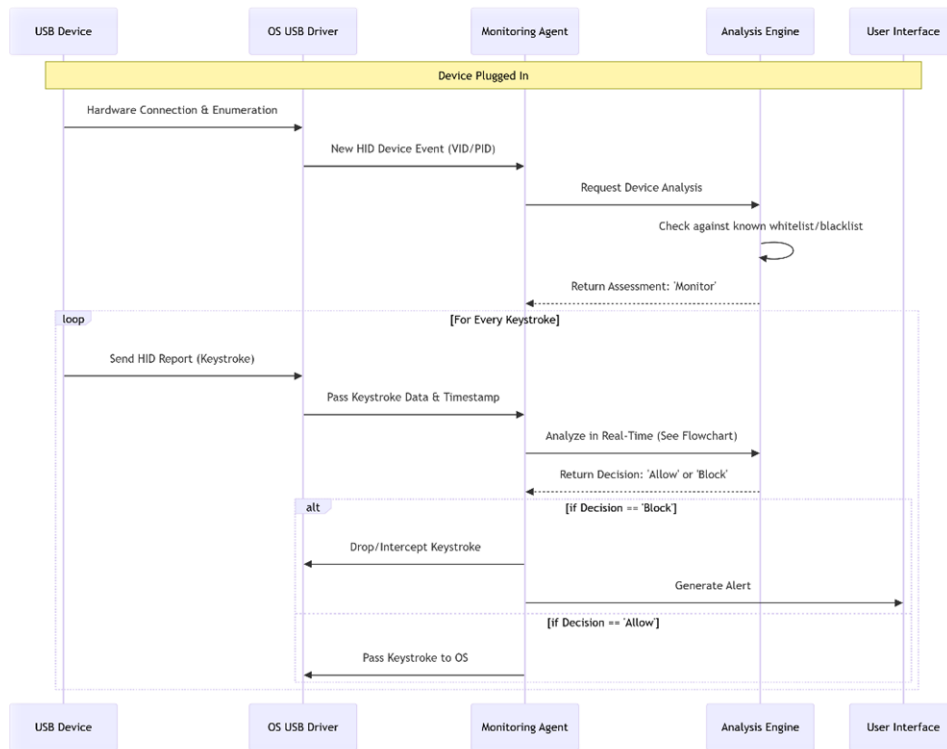 USB Device
OS USB Driver
Monitoring Agent
Analysis Engine
User Interface
Device Plugged In
Hardware Connection & Enumeration
New HID Device Event (VID/PID)
Request Device Analysis
Check against known whitelist/blacklist
Return Assessment: 'Monitor'
loop
[For Every Keystroke]
Send HID Report (Keystroke)
Pass Keystroke Data & Timestamp
Analyze in Real-Time (See Flowchart)
Return Decision: 'Allow' or 'Block'
alt
[if Decision == 'Block']
Drop/Intercept Keystroke
Generate Alert
[if Decision == 'Allow']
Pass Keystroke to OS
USB Device
OS USB Driver
Monitoring Agent
Analysis Engine
User Interface